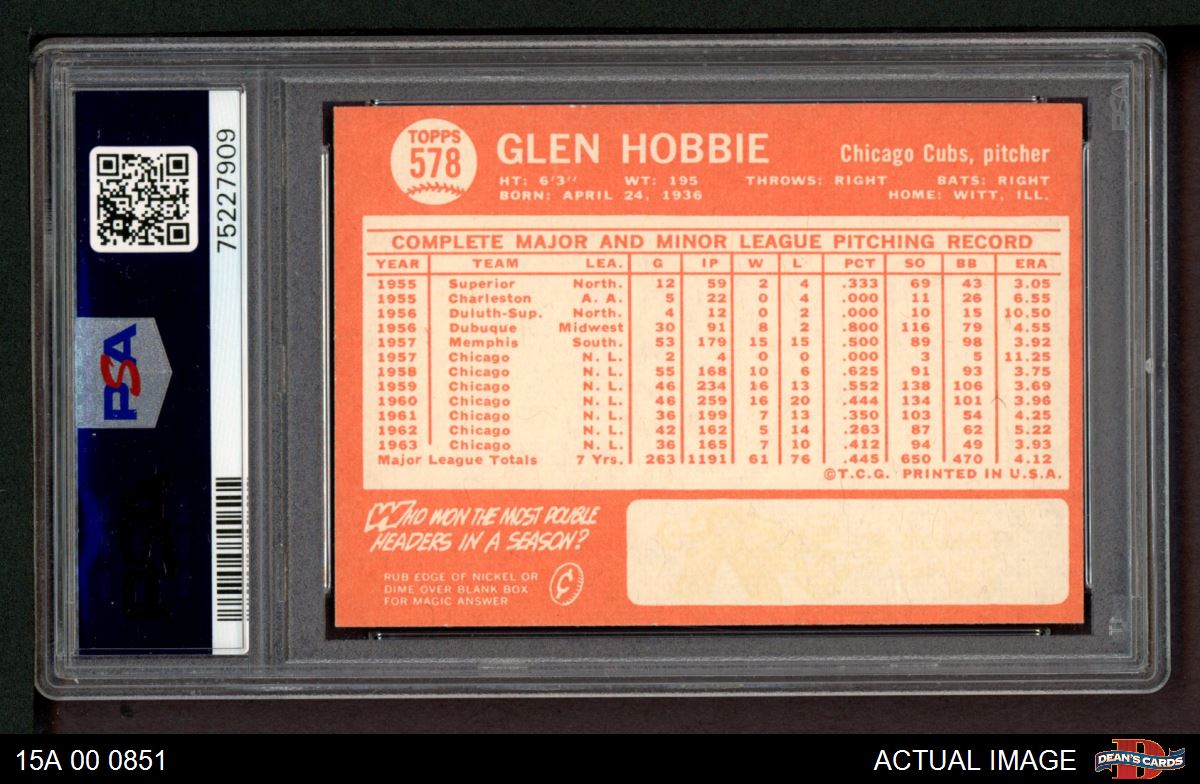 TOPPS
578
GLEN HOBBIE
Chicago Cubs, pitcher
HT: 6'3" WT: 195 THROWS: RIGHT BATS: RIGHT
BORN: APRIL 24, 1936 HOME: WITT, ILL.
COMPLETE MAJOR AND MINOR LEAGUE PITCHING RECORD
YEAR TEAM LEA. G IP W L PCT SO BB ERA
1955 Superior North. 12 59 2 4 .333 69 43 3.05
1955 Charleston A. A. 5 22 0 4 .000 11 26 6.55
1956 Duluth-Sup. North. 4 12 0 2 .000 10 15 10.50
1956 Dubuque Midwest 30 91 8 2 .800 116 79 4.55
1957 Memphis South. 53 179 15 15 .500 89 98 3.92
1957 Chicago N. L. 2 4 0 0 .000 3 5 11.25
1958 Chicago N. L. 55 168 10 6 .625 91 93 3.75
1959 Chicago N. L. 46 234 16 13 .552 138 106 3.69
1960 Chicago N. L. 46 259 16 20 .444 134 101 3.96
1961 Chicago N. L. 36 199 7 13 .350 103 54 4.25
1962 Chicago N. L. 42 162 5 14 .263 87 62 5.22
1963 Chicago N. L. 36 165 7 10 .412 94 49 3.93
Major League Totals 7 Yrs. 263 1191 61 76 .445 650 470 4.12
©T.C.G. PRINTED IN U.S.A.
WHO WON THE MOST DOUBLE
HEADERS IN A SEASON?
RUB EDGE OF NICKEL OR
DIME OVER BLANK BOX
FOR MAGIC ANSWER
75227909
PSA
15A 00 0851
ACTUAL IMAGE
DEAN'S CARDS